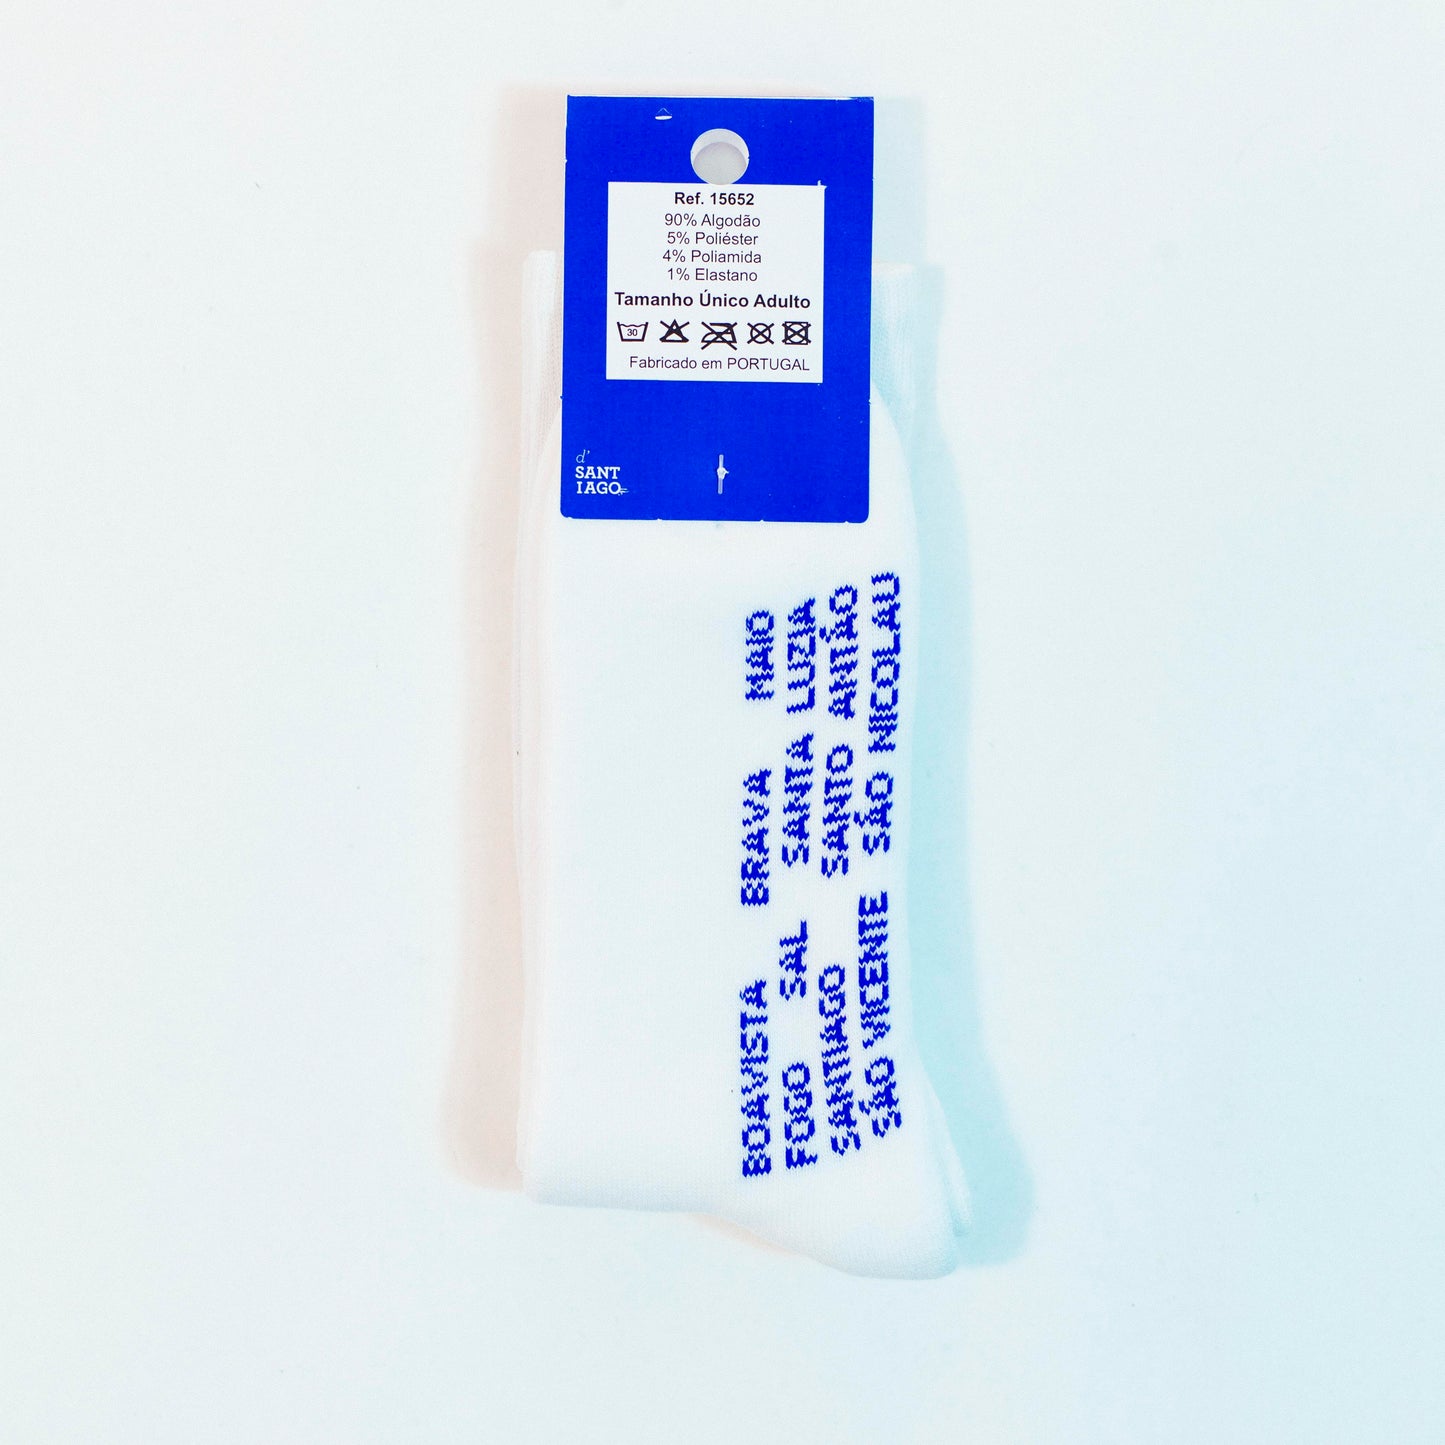 Ref. 15652
90% Algodão
5% Poliéster
4% Poliamida
1% Elastano
Tamanho Único Adulto
30
Fabricado em PORTUGAL
d'
SANT
IAGO
BOAVISTA BRAVA MAIO
FOGO SAL SANTA LUZIA
SANTIAGO SANTO ANTÃO
SÃO VICENTE SÃO NICOLAU